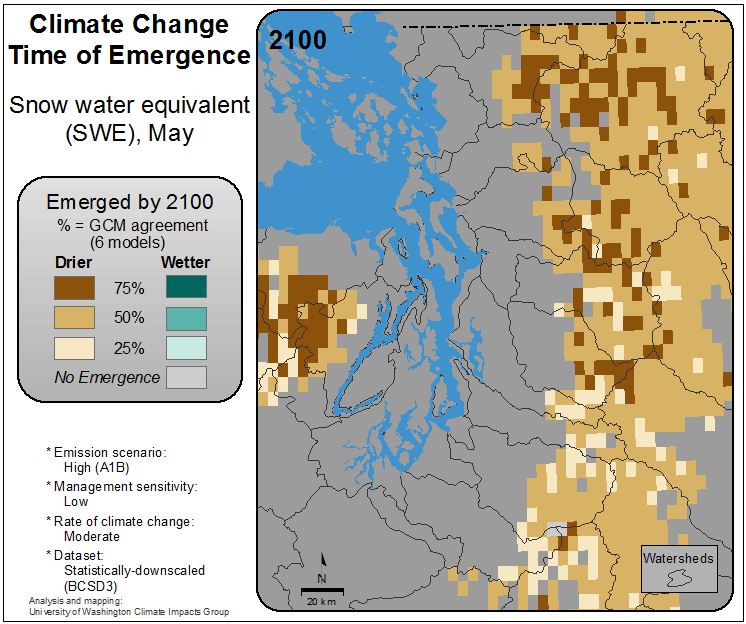 Climate Change
Time of Emergence
Snow water equivalent
(SWE), May
Emerged by 2100
% = GCM agreement
(6 models)
Drier Wetter
75%
50%
25%
No Emergence
* Emission scenario:
High (A1B)
* Management sensitivity:
Low
* Rate of climate change:
Moderate
* Dataset:
Statistically-downscaled
(BCSD3)
Analysis and mapping:
University of Washington Climate Impacts Group
2100
N
20 km
Watersheds